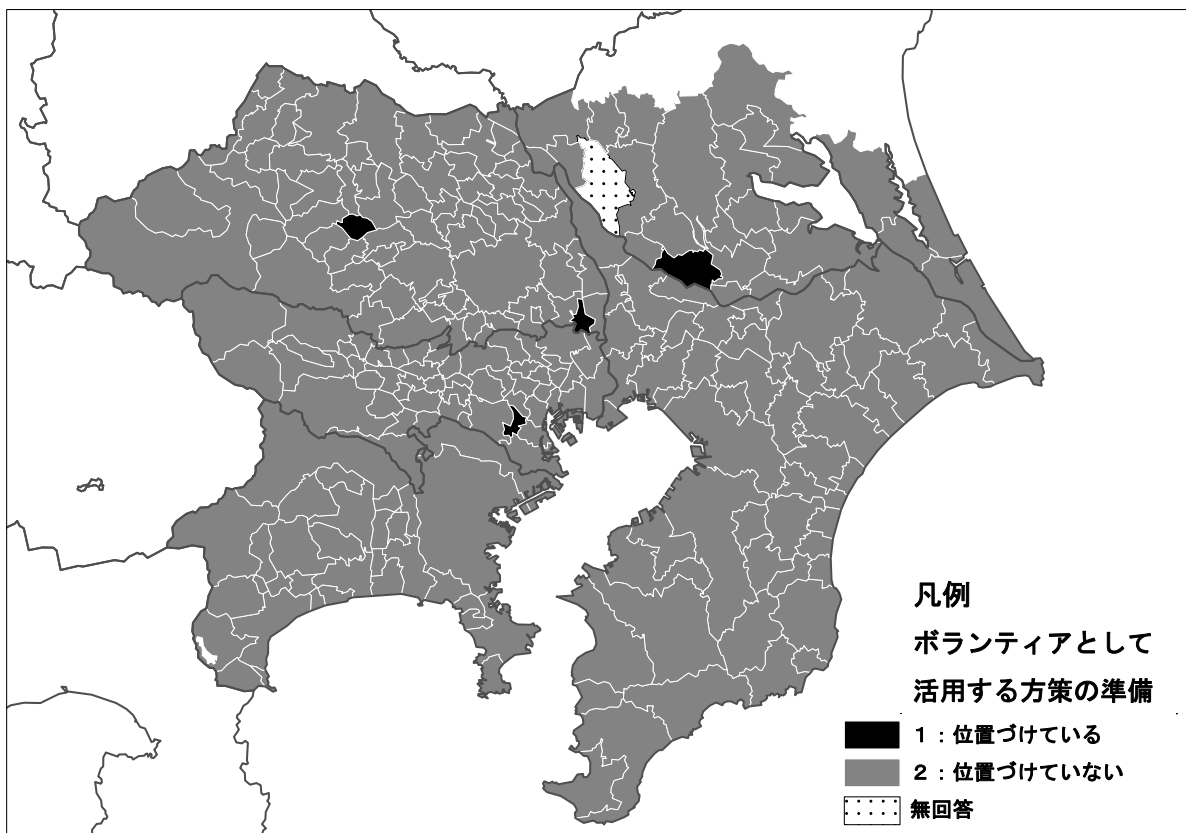 凡例
ボランティアとして
活用する方策の準備
1：位置づけている
2：位置づけていない
無回答